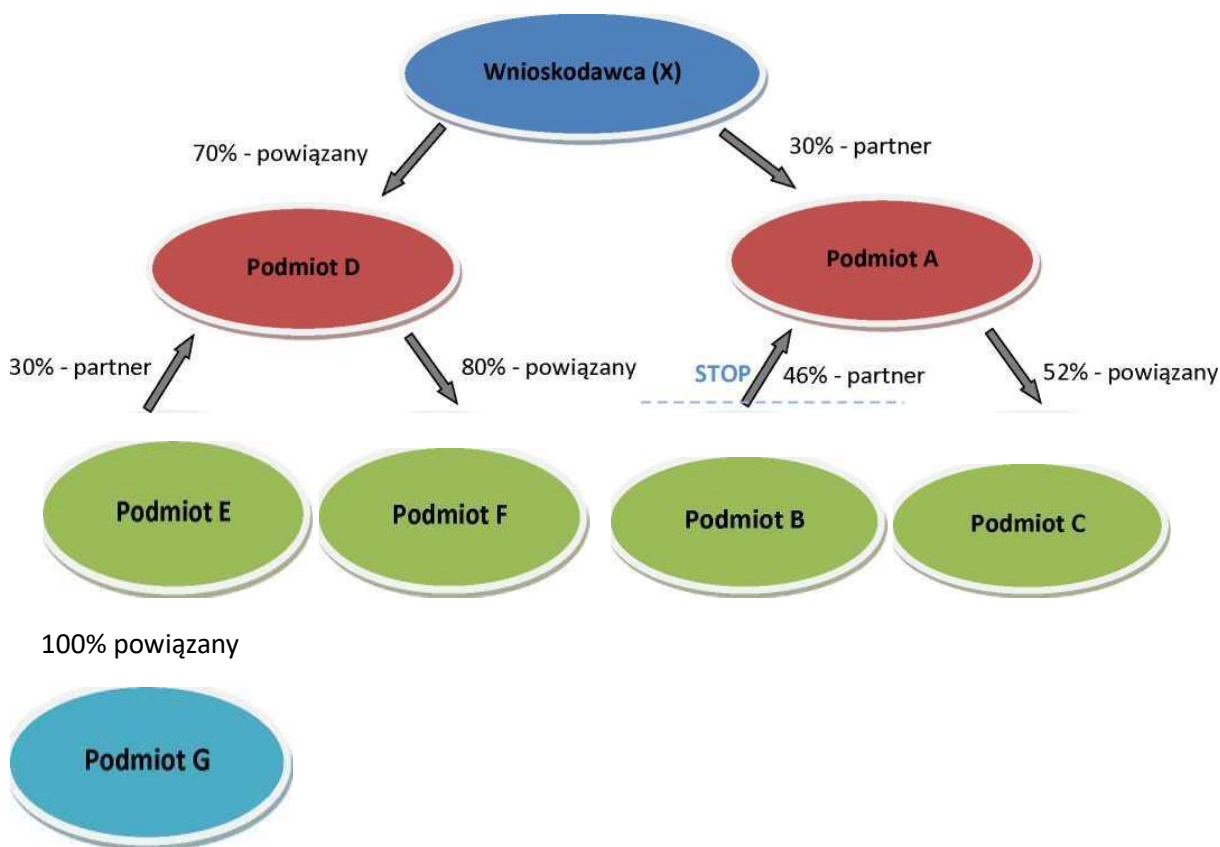 Wnioskodawca (X)
70% - powiązany
30% - partner
Podmiot D
Podmiot A
30% - partner
80% - powiązany
STOP
46% - partner
52% - powiązany
Podmiot E
Podmiot F
Podmiot B
Podmiot C
100% powiązany
Podmiot G